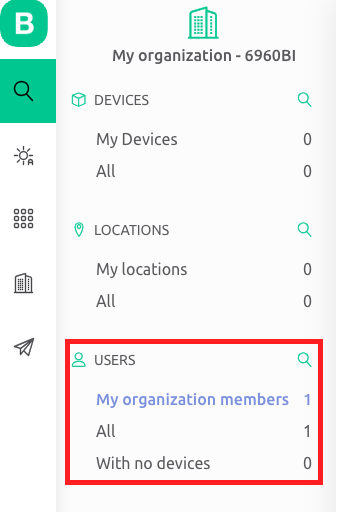 B
My organization - 6960BI
DEVICES
My Devices 0
All 0
A
LOCATIONS
My locations 0
All 0
USERS
My organization members 1
All 1
With no devices 0